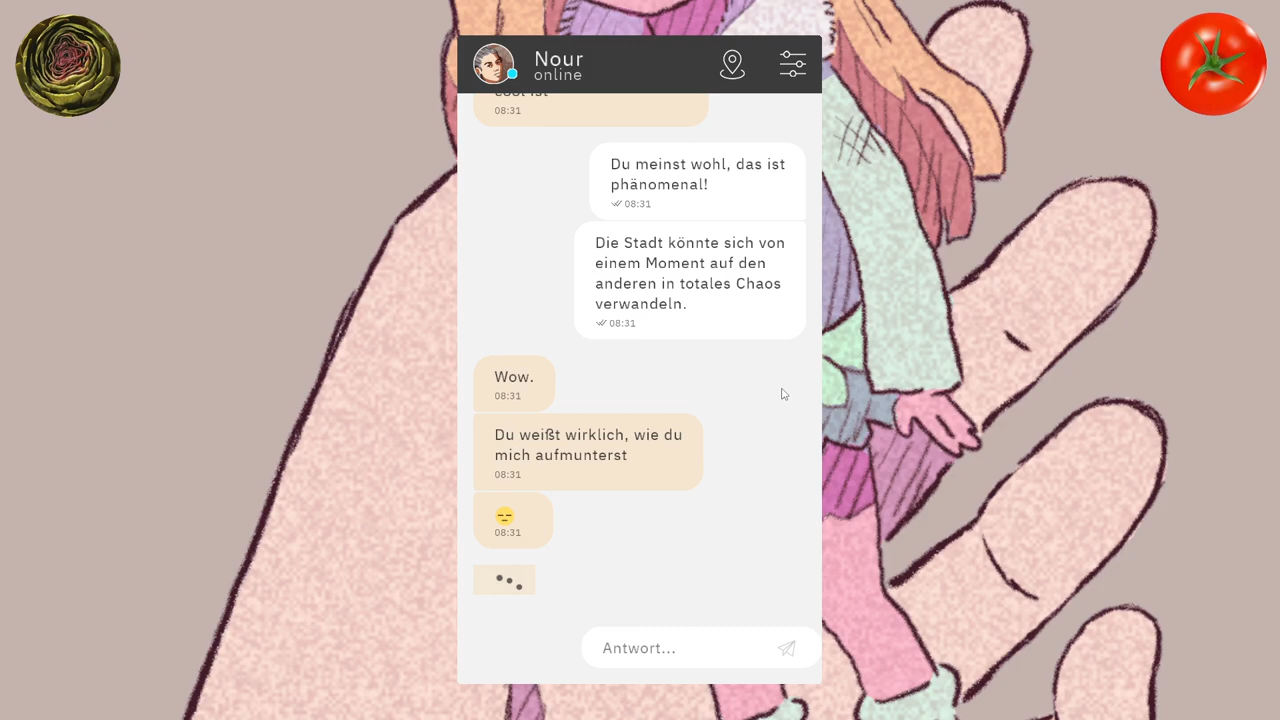 Nour
online
cool ist
08:31
Du meinst wohl, das ist
phänomenal!
08:31
Die Stadt könnte sich von
einem Moment auf den
anderen in totales Chaos
verwandeln.
08:31
Wow.
08:31
Du weißt wirklich, wie du
mich aufmunterst
08:31
08:31
Antwort...